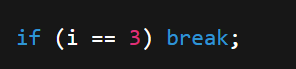 if (i == 3) break;